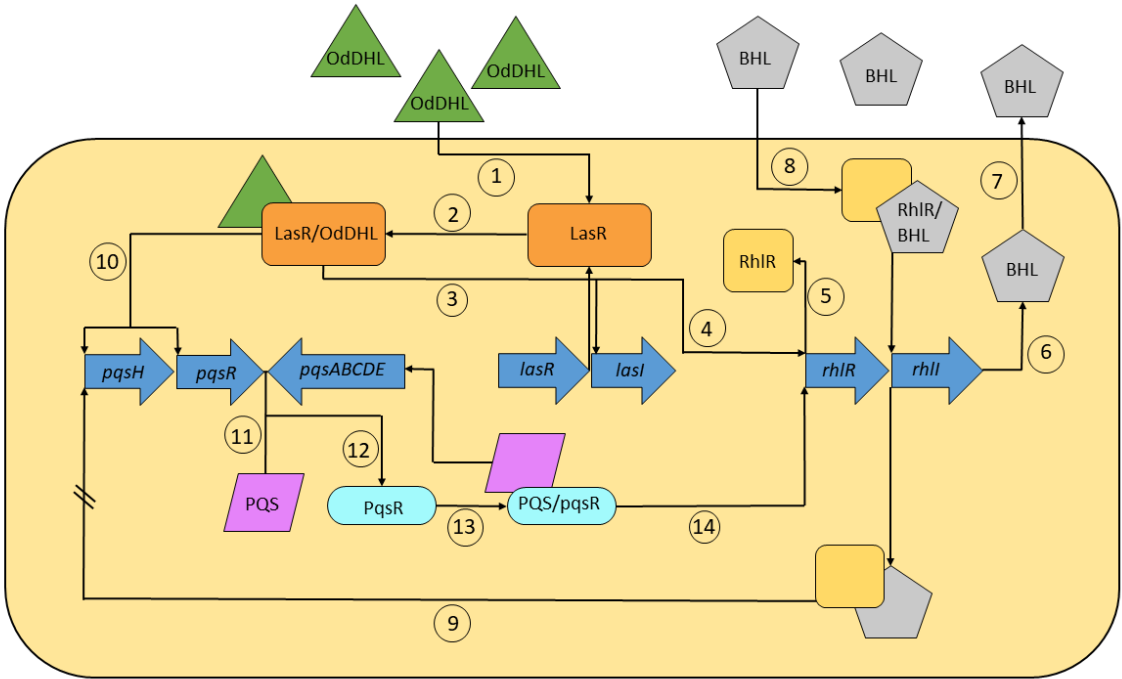 OdDHL
OdDHL
OdDHL
BHL
BHL
BHL
1
8
7
2
LasR/OdDHL
LasR
RhlR/
BHL
10
RhlR
BHL
3
5
4
6
pqsH
pqsR
pqsABCDE
lasR
lasI
rhlR
rhlI
11
12
PQS
PqsR
PQS/pqsR
13
14
9